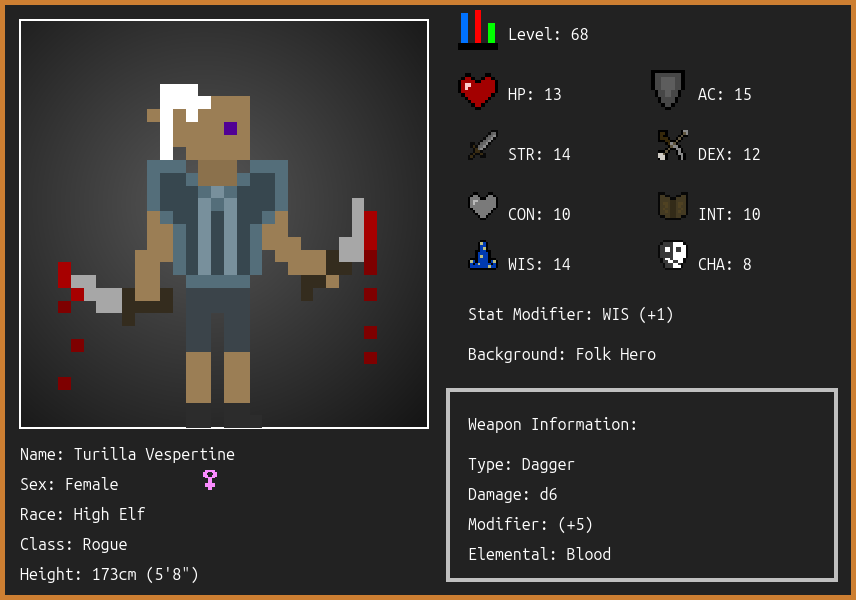 Level: 68
HP: 13
AC: 15
STR: 14
DEX: 12
CON: 10
INT: 10
WIS: 14
CHA: 8
Stat Modifier: WIS (+1)
Background: Folk Hero
Name: Turilla Vespertine
Sex: Female
Race: High Elf
Class: Rogue
Height: 173cm (5'8")
Weapon Information:
Type: Dagger
Damage: d6
Modifier: (+5)
Elemental: Blood